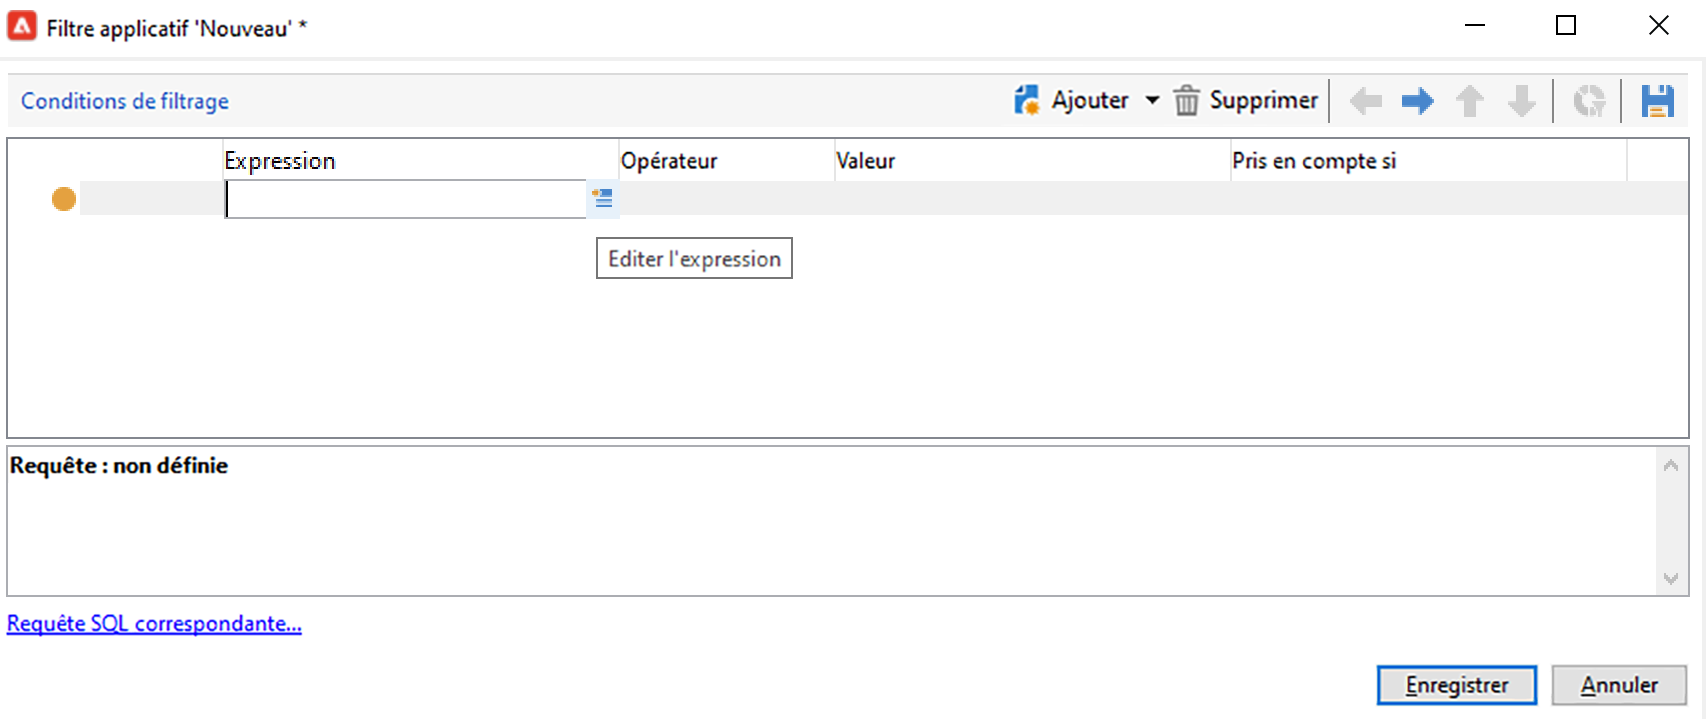 Filtre applicatif 'Nouveau' *
Conditions de filtrage Ajouter Supprimer
Expression Opérateur Valeur Pris en compte si
Editer l'expression
Requête : non définie
Requête SQL correspondante...
Enregistrer Annuler